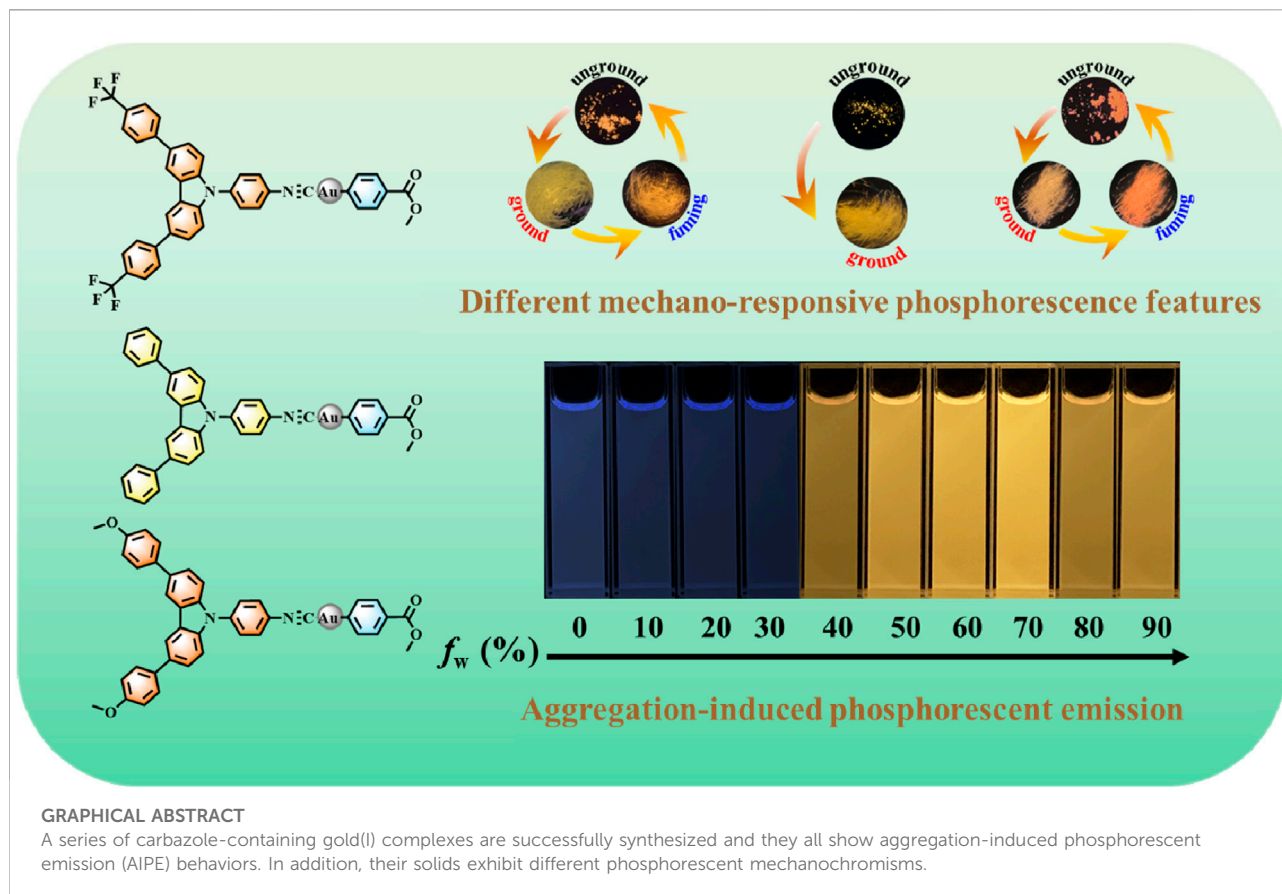 F
F
F
N
N
C
Au
O
O
F
F
F
unground
ground
fuming
unground
ground
unground
ground
fuming
Different mechano-responsive phosphorescence features
N
N
C
Au
O
O
O
N
N
C
Au
O
O
O
0 10 20 30 40 50 60 70 80 90
fw (%)
Aggregation-induced phosphorescent emission
GRAPHICAL ABSTRACT
A series of carbazole-containing gold(I) complexes are successfully synthesized and they all show aggregation-induced phosphorescent
emission (AIPE) behaviors. In addition, their solids exhibit different phosphorescent mechanochromisms.